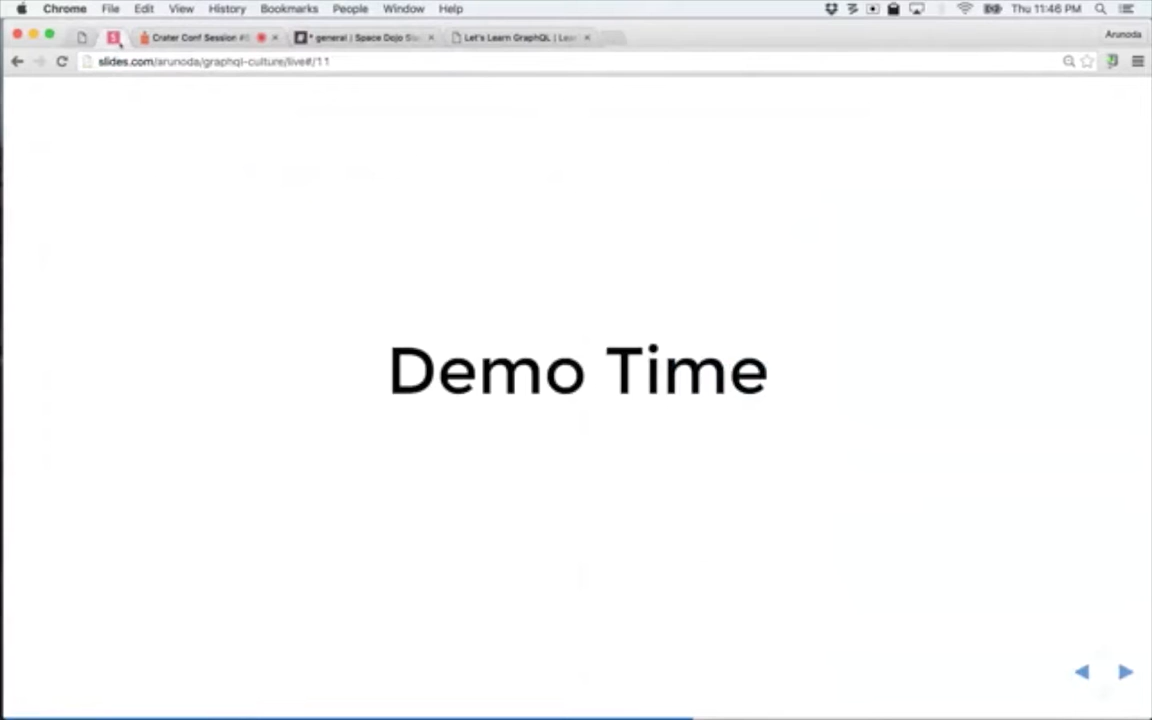 Chrome File Edit View History Bookmarks People Window Help Thu 11:46 PM
Crater Conf Session * general | Space Dojo Let's Learn GraphQL | Arunoda
slides.com/arunoda/graphql-culture/live#/11
Demo Time